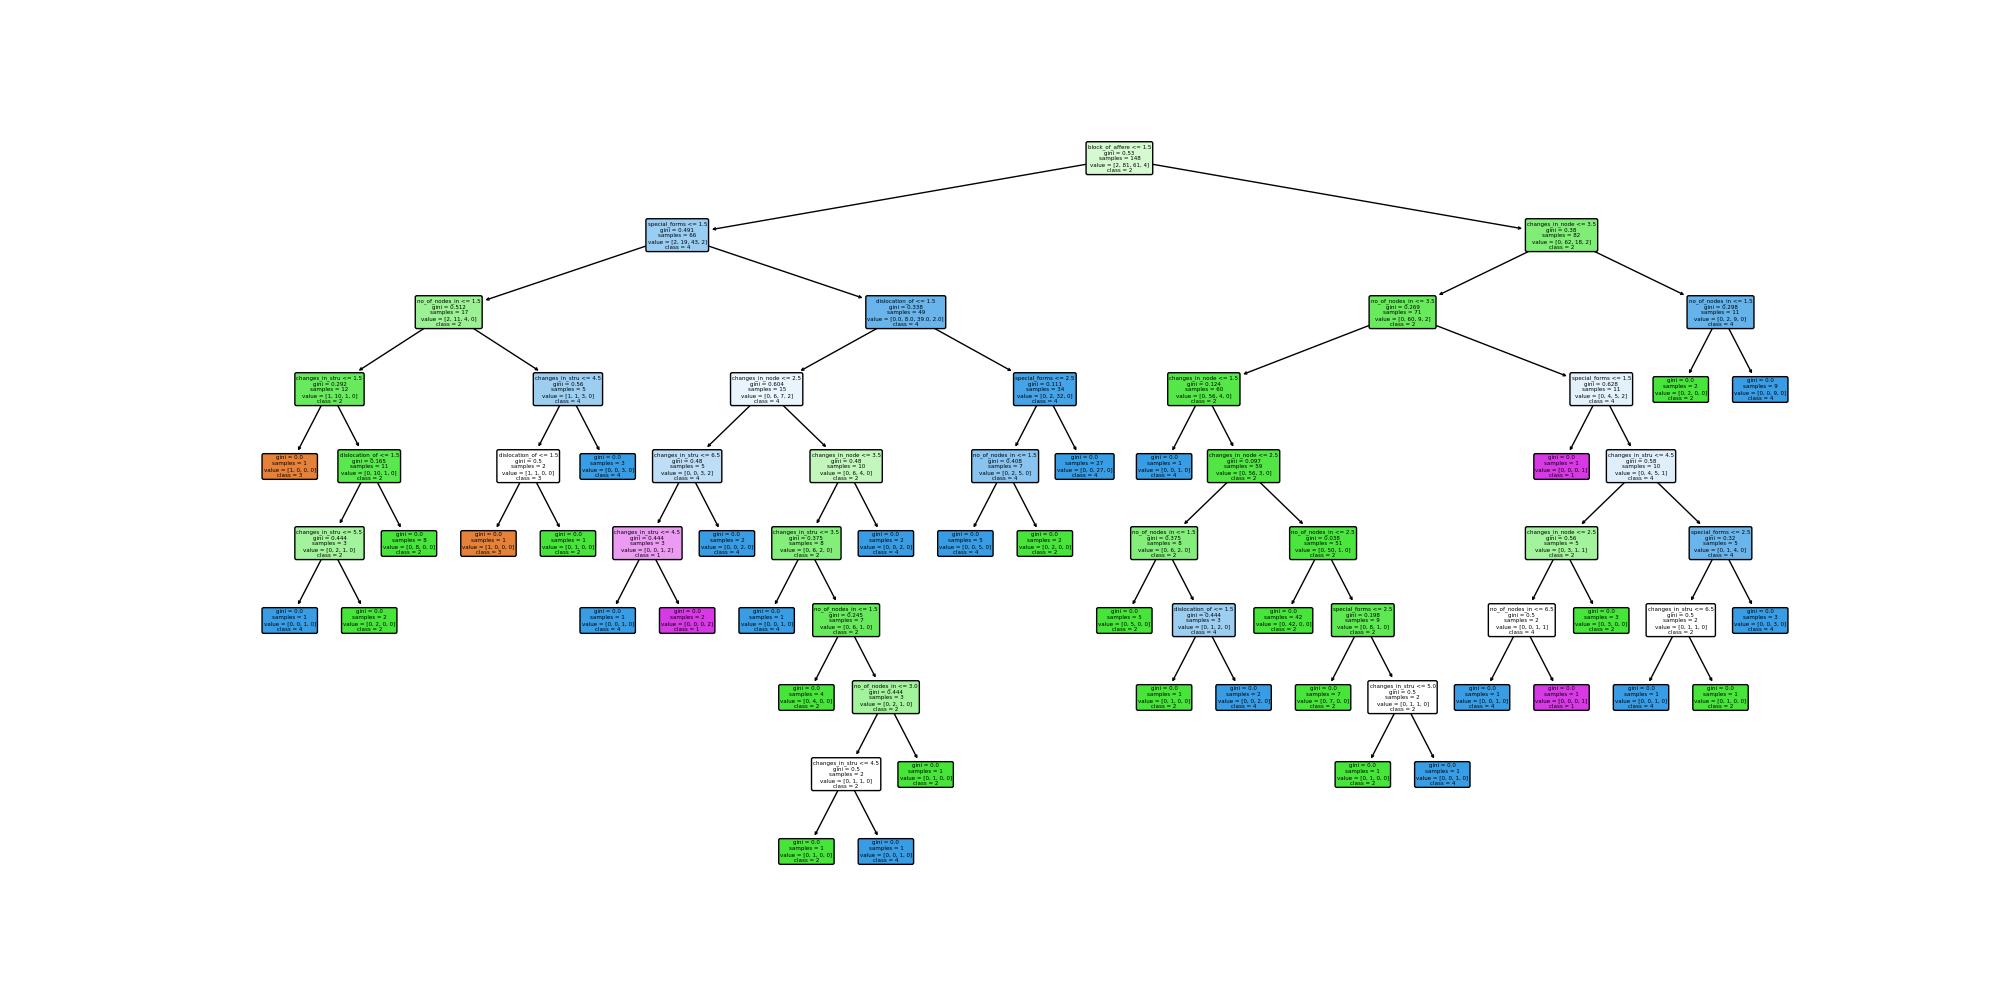 block_of_affere <= 1.5
gini = 0.53
samples = 148
value = [2, 81, 61, 4]
class = 2
special_forms <= 1.5
gini = 0.491
samples = 66
value = [2, 19, 43, 2]
class = 4
changes_in_node <= 3.5
gini = 0.38
samples = 82
value = [0, 62, 18, 2]
class = 2
no_of_nodes_in <= 1.5
gini = 0.512
samples = 17
value = [2, 11, 4, 0]
class = 2
dislocation_of <= 1.5
gini = 0.338
samples = 49
value = [0.0, 8.0, 39.0, 2.0]
class = 4
no_of_nodes_in <= 3.5
gini = 0.269
samples = 71
value = [0, 60, 9, 2]
class = 2
no_of_nodes_in <= 1.5
gini = 0.298
samples = 11
value = [0, 2, 9, 0]
class = 4
changes_in_stru <= 1.5
gini = 0.292
samples = 12
value = [1, 10, 1, 0]
class = 2
changes_in_stru <= 4.5
gini = 0.56
samples = 5
value = [1, 1, 3, 0]
class = 4
changes_in_node <= 2.5
gini = 0.604
samples = 15
value = [0, 6, 7, 2]
class = 4
special_forms <= 2.5
gini = 0.111
samples = 34
value = [0, 2, 32, 0]
class = 4
changes_in_node <= 1.5
gini = 0.124
samples = 60
value = [0, 56, 4, 0]
class = 2
special_forms <= 1.5
gini = 0.628
samples = 11
value = [0, 4, 5, 2]
class = 4
gini = 0.0
samples = 2
value = [0, 2, 0, 0]
class = 2
gini = 0.0
samples = 9
value = [0, 0, 9, 0]
class = 4
gini = 0.0
samples = 1
value = [1, 0, 0, 0]
class = 3
dislocation_of <= 1.5
gini = 0.165
samples = 11
value = [0, 10, 1, 0]
class = 2
dislocation_of <= 1.5
gini = 0.5
samples = 2
value = [1, 1, 0, 0]
class = 3
gini = 0.0
samples = 3
value = [0, 0, 3, 0]
class = 4
changes_in_stru <= 6.5
gini = 0.48
samples = 5
value = [0, 0, 3, 2]
class = 4
changes_in_node <= 3.5
gini = 0.48
samples = 10
value = [0, 6, 4, 0]
class = 2
no_of_nodes_in <= 1.5
gini = 0.408
samples = 7
value = [0, 2, 5, 0]
class = 4
gini = 0.0
samples = 27
value = [0, 0, 27, 0]
class = 4
gini = 0.0
samples = 1
value = [0, 0, 1, 0]
class = 4
changes_in_node <= 2.5
gini = 0.097
samples = 59
value = [0, 56, 3, 0]
class = 2
gini = 0.0
samples = 1
value = [0, 0, 0, 1]
class = 1
changes_in_stru <= 4.5
gini = 0.58
samples = 10
value = [0, 4, 5, 1]
class = 4
changes_in_stru <= 5.5
gini = 0.444
samples = 3
value = [0, 2, 1, 0]
class = 2
gini = 0.0
samples = 8
value = [0, 8, 0, 0]
class = 2
gini = 0.0
samples = 1
value = [1, 0, 0, 0]
class = 3
gini = 0.0
samples = 1
value = [0, 1, 0, 0]
class = 2
changes_in_stru <= 4.5
gini = 0.444
samples = 3
value = [0, 0, 1, 2]
class = 1
gini = 0.0
samples = 2
value = [0, 0, 2, 0]
class = 4
changes_in_stru <= 3.5
gini = 0.375
samples = 8
value = [0, 6, 2, 0]
class = 2
gini = 0.0
samples = 2
value = [0, 0, 2, 0]
class = 4
gini = 0.0
samples = 5
value = [0, 0, 5, 0]
class = 4
gini = 0.0
samples = 2
value = [0, 2, 0, 0]
class = 2
no_of_nodes_in <= 1.5
gini = 0.375
samples = 8
value = [0, 6, 2, 0]
class = 2
no_of_nodes_in <= 2.5
gini = 0.038
samples = 51
value = [0, 50, 1, 0]
class = 2
changes_in_node <= 2.5
gini = 0.56
samples = 5
value = [0, 3, 1, 1]
class = 2
special_forms <= 2.5
gini = 0.32
samples = 5
value = [0, 1, 4, 0]
class = 4
gini = 0.0
samples = 1
value = [0, 0, 1, 0]
class = 4
gini = 0.0
samples = 2
value = [0, 2, 0, 0]
class = 2
gini = 0.0
samples = 1
value = [0, 0, 1, 0]
class = 4
gini = 0.0
samples = 2
value = [0, 0, 0, 2]
class = 1
gini = 0.0
samples = 1
value = [0, 0, 1, 0]
class = 4
no_of_nodes_in <= 1.5
gini = 0.245
samples = 7
value = [0, 6, 1, 0]
class = 2
gini = 0.0
samples = 5
value = [0, 5, 0, 0]
class = 2
dislocation_of <= 1.5
gini = 0.444
samples = 3
value = [0, 1, 2, 0]
class = 4
gini = 0.0
samples = 42
value = [0, 42, 0, 0]
class = 2
special_forms <= 2.5
gini = 0.198
samples = 9
value = [0, 8, 1, 0]
class = 2
no_of_nodes_in <= 6.5
gini = 0.5
samples = 2
value = [0, 0, 1, 1]
class = 4
gini = 0.0
samples = 3
value = [0, 3, 0, 0]
class = 2
changes_in_stru <= 6.5
gini = 0.5
samples = 2
value = [0, 1, 1, 0]
class = 2
gini = 0.0
samples = 3
value = [0, 0, 3, 0]
class = 4
gini = 0.0
samples = 4
value = [0, 4, 0, 0]
class = 2
no_of_nodes_in <= 3.0
gini = 0.444
samples = 3
value = [0, 2, 1, 0]
class = 2
gini = 0.0
samples = 1
value = [0, 1, 0, 0]
class = 2
gini = 0.0
samples = 2
value = [0, 0, 2, 0]
class = 4
gini = 0.0
samples = 7
value = [0, 7, 0, 0]
class = 2
changes_in_stru <= 5.0
gini = 0.5
samples = 2
value = [0, 1, 1, 0]
class = 2
gini = 0.0
samples = 1
value = [0, 0, 1, 0]
class = 4
gini = 0.0
samples = 1
value = [0, 0, 0, 1]
class = 1
gini = 0.0
samples = 1
value = [0, 0, 1, 0]
class = 4
gini = 0.0
samples = 1
value = [0, 1, 0, 0]
class = 2
changes_in_stru <= 4.5
gini = 0.5
samples = 2
value = [0, 1, 1, 0]
class = 2
gini = 0.0
samples = 1
value = [0, 1, 0, 0]
class = 2
gini = 0.0
samples = 1
value = [0, 1, 0, 0]
class = 2
gini = 0.0
samples = 1
value = [0, 0, 1, 0]
class = 4
gini = 0.0
samples = 1
value = [0, 1, 0, 0]
class = 2
gini = 0.0
samples = 1
value = [0, 0, 1, 0]
class = 4